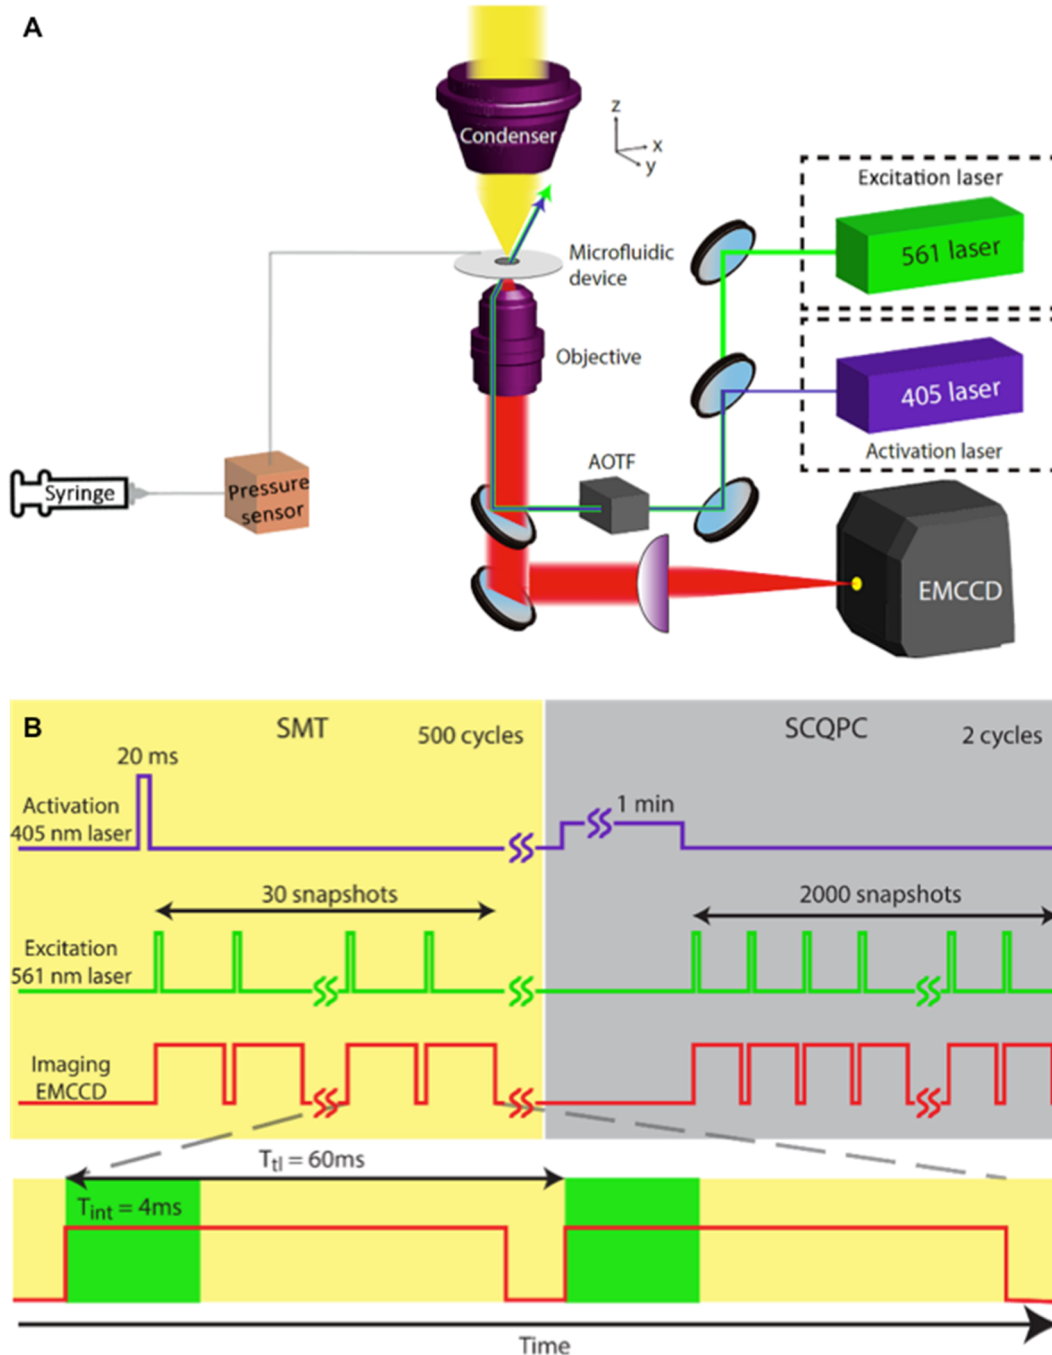 A
Condenser
z
x
y
Excitation laser
561 laser
Microfluidic
device
Objective
405 laser
Activation laser
AOTF
Syringe
Pressure
sensor
EMCCD
B
SMT
500 cycles
SCQPC
2 cycles
20 ms
Activation
405 nm laser
1 min
30 snapshots
2000 snapshots
Excitation
561 nm laser
Imaging
EMCCD
Ttl = 60ms
Tint = 4ms
Time